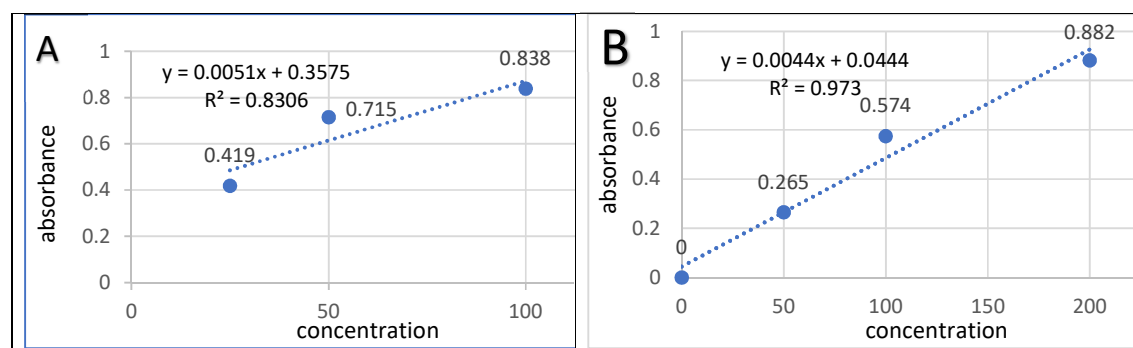 A
y = 0.0051x + 0.3575
R² = 0.8306
0.419
0.715
0.838
1
0.8
0.6
0.4
0.2
0
0
50
100
absorbance
concentration
B
y = 0.0044x + 0.0444
R² = 0.973
0
0.265
0.574
0.882
1
0.8
0.6
0.4
0.2
0
0
50
100
150
200
absorbance
concentration